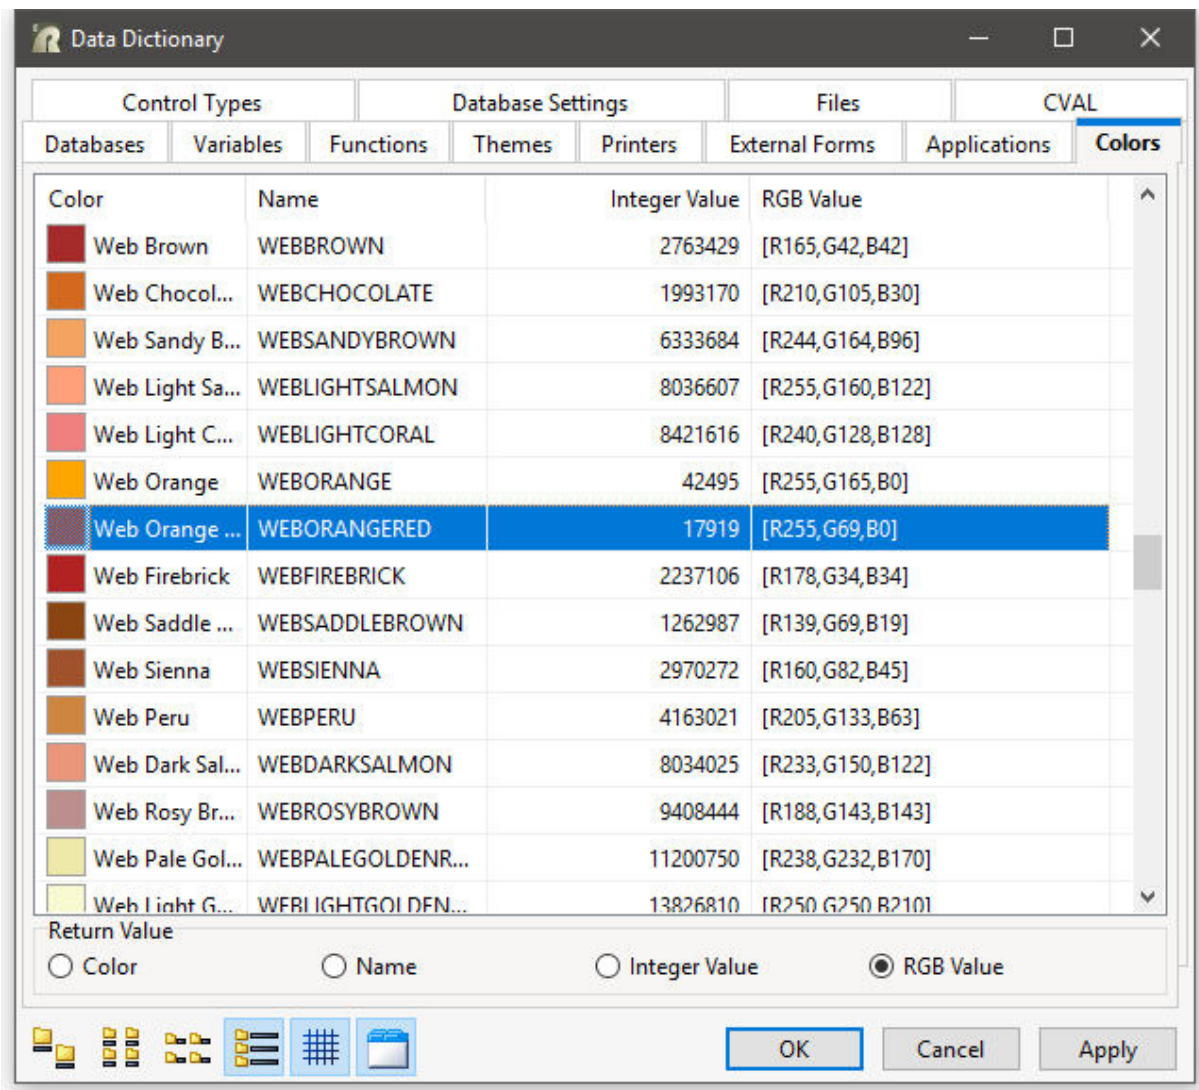 Data Dictionary
Control Types Database Settings Files CVAL
Databases Variables Functions Themes Printers External Forms Applications Colors
Color Name Integer Value RGB Value
Web Brown WEBBROWN 2763429 [R165,G42,B42]
Web Chocol... WEBCHOCOLATE 1993170 [R210,G105,B30]
Web Sandy B... WEBSANDYBROWN 6333684 [R244,G164,B96]
Web Light Sa... WEBLIGHTSALMON 8036607 [R255,G160,B122]
Web Light C... WEBLIGHTCORAL 8421616 [R240,G128,B128]
Web Orange WEBORANGE 42495 [R255,G165,B0]
Web Orange ... WEBORANGERED 17919 [R255,G69,B0]
Web Firebrick WEBFIREBRICK 2237106 [R178,G34,B34]
Web Saddle ... WEBSADDLEBROWN 1262987 [R139,G69,B19]
Web Sienna WEBSIENNA 2970272 [R160,G82,B45]
Web Peru WEBPERU 4163021 [R205,G133,B63]
Web Dark Sal... WEBDARKSALMON 8034025 [R233,G150,B122]
Web Rosy Br... WEBROSYBROWN 9408444 [R188,G143,B143]
Web Pale Gol... WEBPALEGOLDENR... 11200750 [R238,G232,B170]
Web Light G... WEBLIGHTGOLDEN... 13826810 [R250,G250,B210]
Return Value
Color Name Integer Value RGB Value
OK Cancel Apply